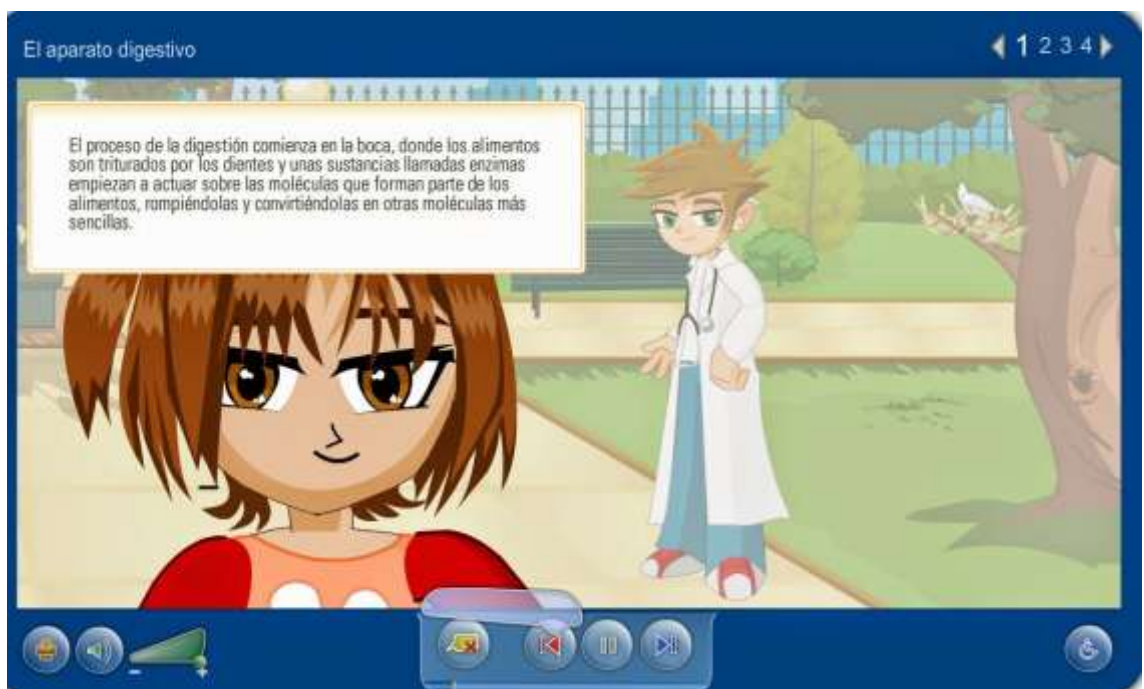 El aparato digestivo
1 2 3 4
El proceso de la digestión comienza en la boca, donde los alimentos
son triturados por los dientes y unas sustancias llamadas enzimas
empiezan a actuar sobre las moléculas que forman parte de los
alimentos, rompiéndolas y convirtiéndolas en otras moléculas más
sencillas.